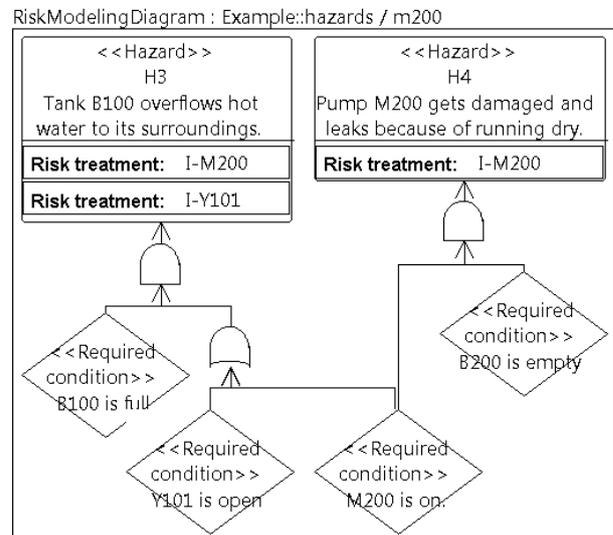 RiskModelingDiagram : Example::hazards / m200
<<Hazard>>
H3
Tank B100 overflows hot
water to its surroundings.
Risk treatment: I-M200
Risk treatment: I-Y101
<<Hazard>>
H4
Pump M200 gets damaged and
leaks because of running dry.
Risk treatment: I-M200
<<Required
condition>>
B200 is empty
<<Required
condition>>
B100 is full
<<Required
condition>>
Y101 is open
<<Required
condition>>
M200 is on.